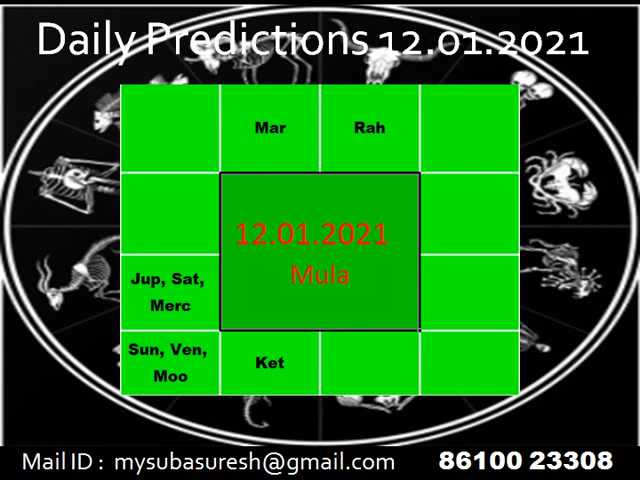 Daily Predictions 12.01.2021
Mar
Rah
12.01.2021
Mula
Jup, Sat,
Merc
Sun, Ven,
Moo
Ket
Mail ID : mysubasuresh@gmail.com
86100 23308